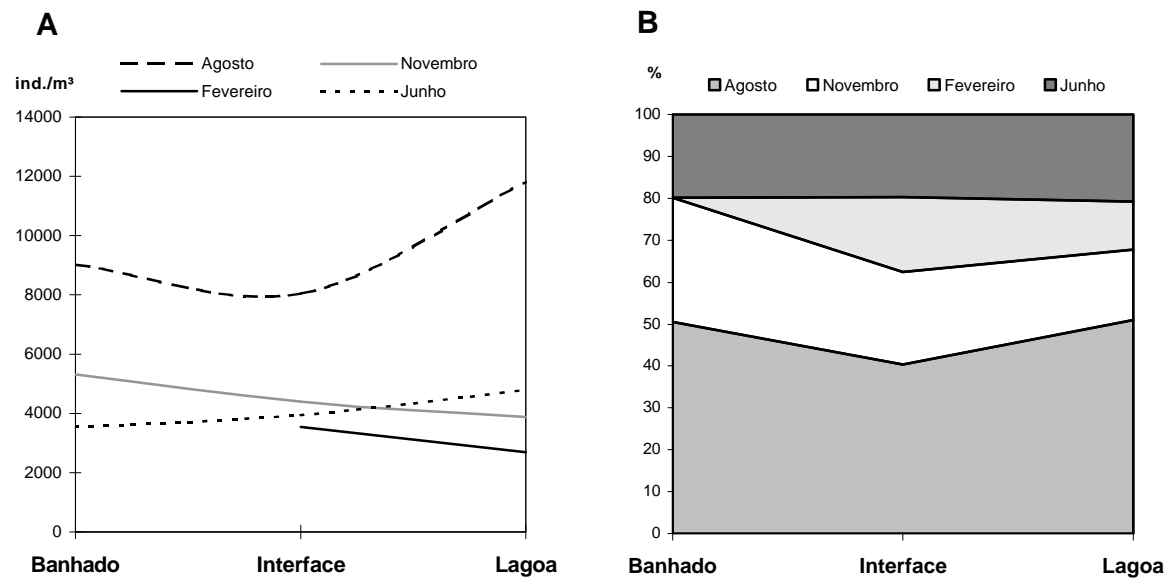 A
Agosto Novembro
ind./m³
Fevereiro Junho
14000
12000
10000
8000
6000
4000
2000
0
Banhado Interface Lagoa
B
%
Agosto Novembro Fevereiro Junho
100
90
80
70
60
50
40
30
20
10
0
Banhado Interface Lagoa